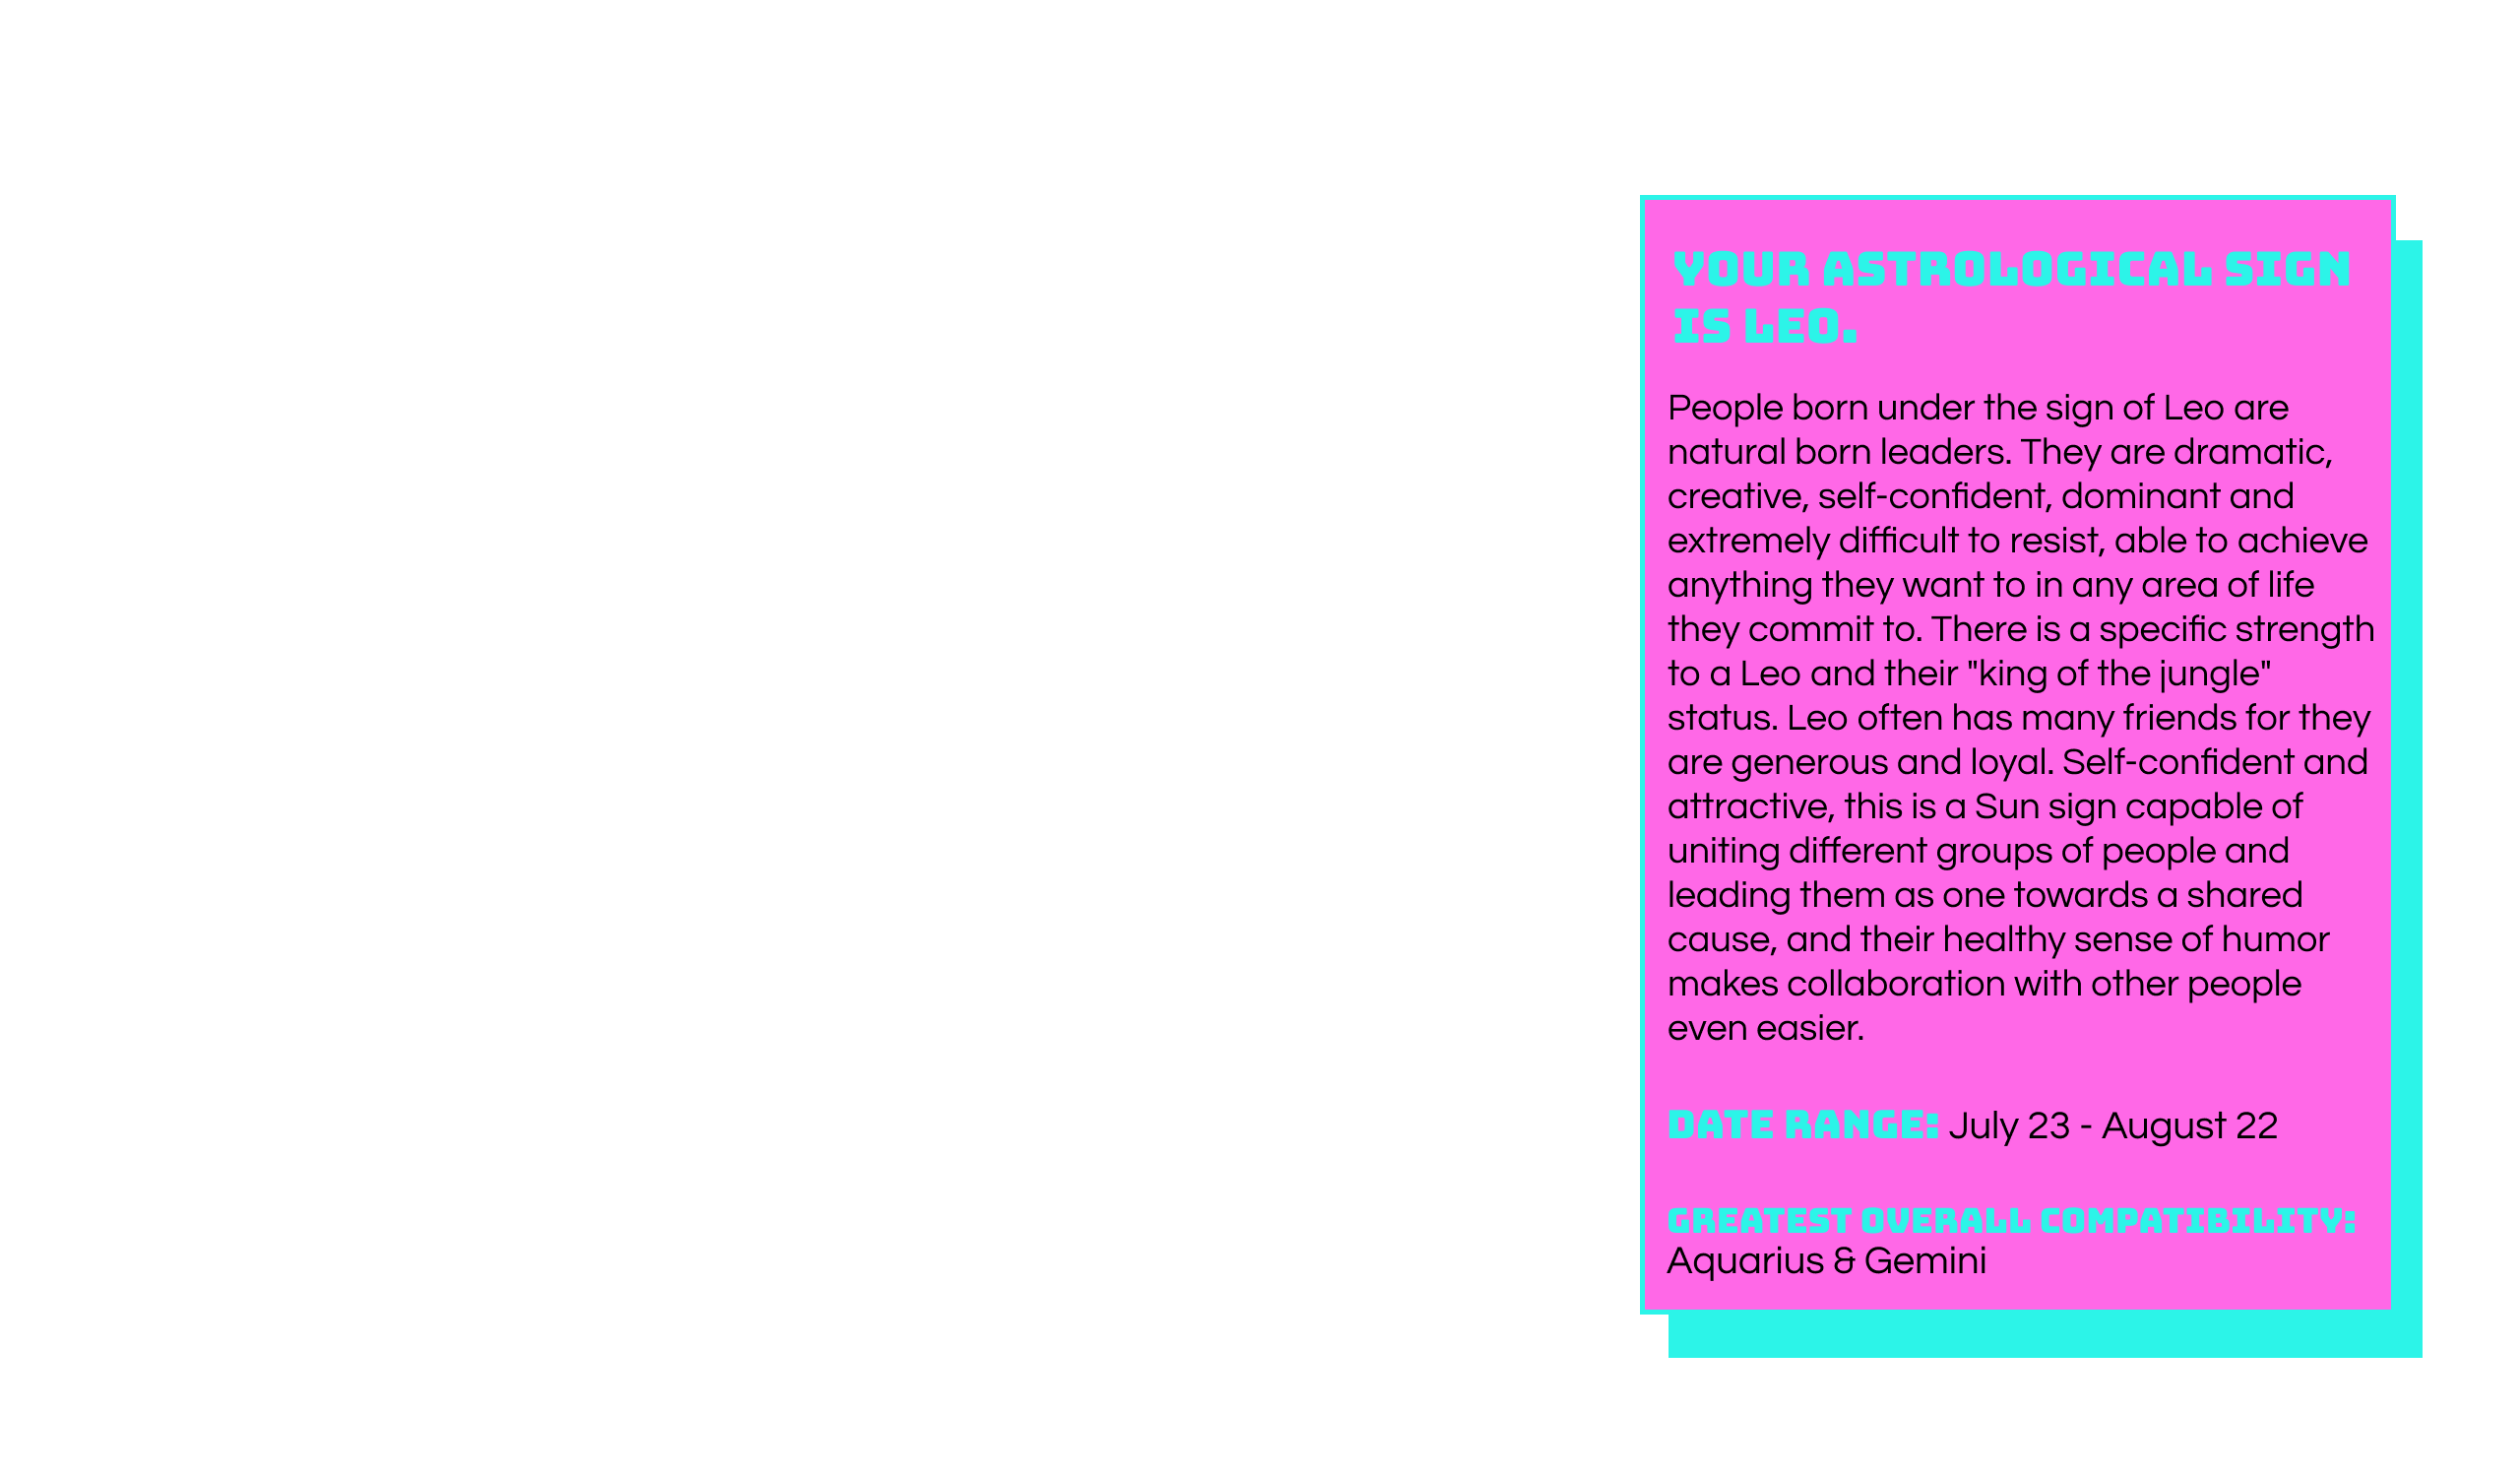 YOUR ASTROLOGICAL SIGN
IS LEO.
People born under the sign of Leo are
natural born leaders. They are dramatic,
creative, self-confident, dominant and
extremely difficult to resist, able to achieve
anything they want to in any area of life
they commit to. There is a specific strength
to a Leo and their "king of the jungle"
status. Leo often has many friends for they
are generous and loyal. Self-confident and
attractive, this is a Sun sign capable of
uniting different groups of people and
leading them as one towards a shared
cause, and their healthy sense of humor
makes collaboration with other people
even easier.
DATE RANGE: July 23 - August 22
GREATEST OVERALL COMPATIBILITY:
Aquarius & Gemini